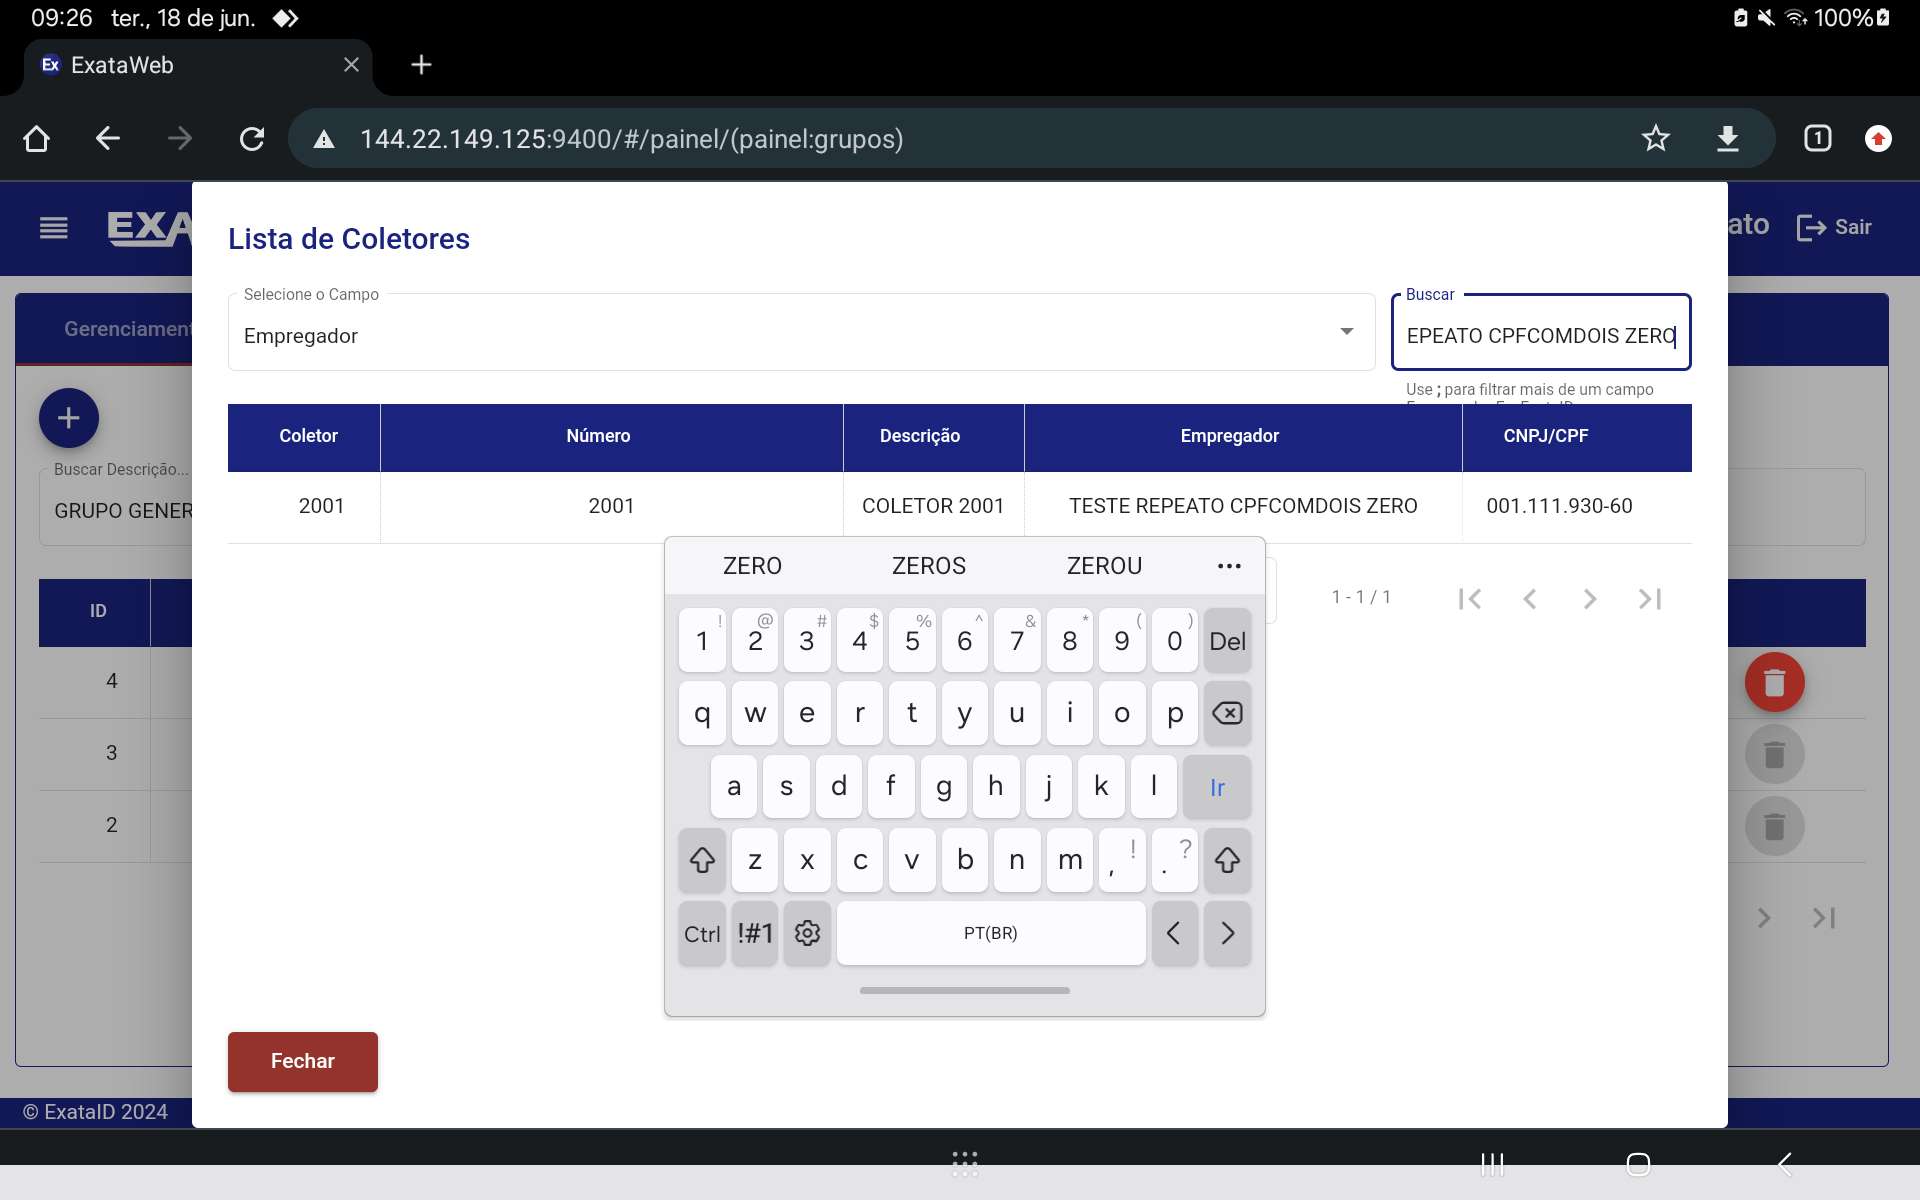 09:26 ter., 18 de jun.
100%
Ex ExataWeb
144.22.149.125:9400/#/painel/(painel:grupos)
1
EXA
ato
Sair
Lista de Coletores
Selecione o Campo
Empregador
Buscar
EPEATO CPFCOMDOIS ZERO
Use ; para filtrar mais de um campo
Gerenciament
Buscar Descrição...
GRUPO GENER
Coletor Número Descrição Empregador CNPJ/CPF
2001 2001 COLETOR 2001 TESTE REPEATO CPFCOMDOIS ZERO 001.111.930-60
1 - 1 / 1
ID
4
3
2
ZERO ZEROS ZEROU ...
! @ # $ % ^ & * ( )
1 2 3 4 5 6 7 8 9 0 Del
q w e r t y u i o p
a s d f g h j k l Ir
z x c v b n m , ! . ?
Ctrl !#1 PT(BR) < >
Fechar
© ExataID 2024